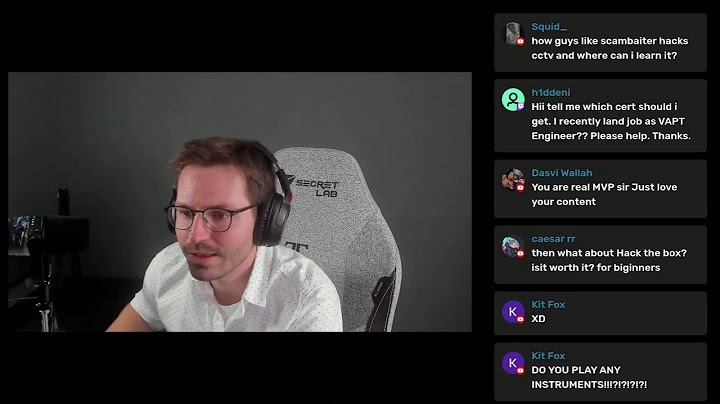 SECRET
LAB
Squid_
how guys like scambaiter hacks
cctv and where can i learn it?
h1ddeni
Hii tell me which cert should i
get. I recently land job as VAPT
Engineer?? Please help. Thanks.
Dasvi Wallah
You are real MVP sir Just love
your content
caesar rr
then what about Hack the box?
isit worth it? for biginners
K
Kit Fox
XD
K
Kit Fox
DO YOU PLAY ANY
INSTRUMENTS!!!?!?!?!?!